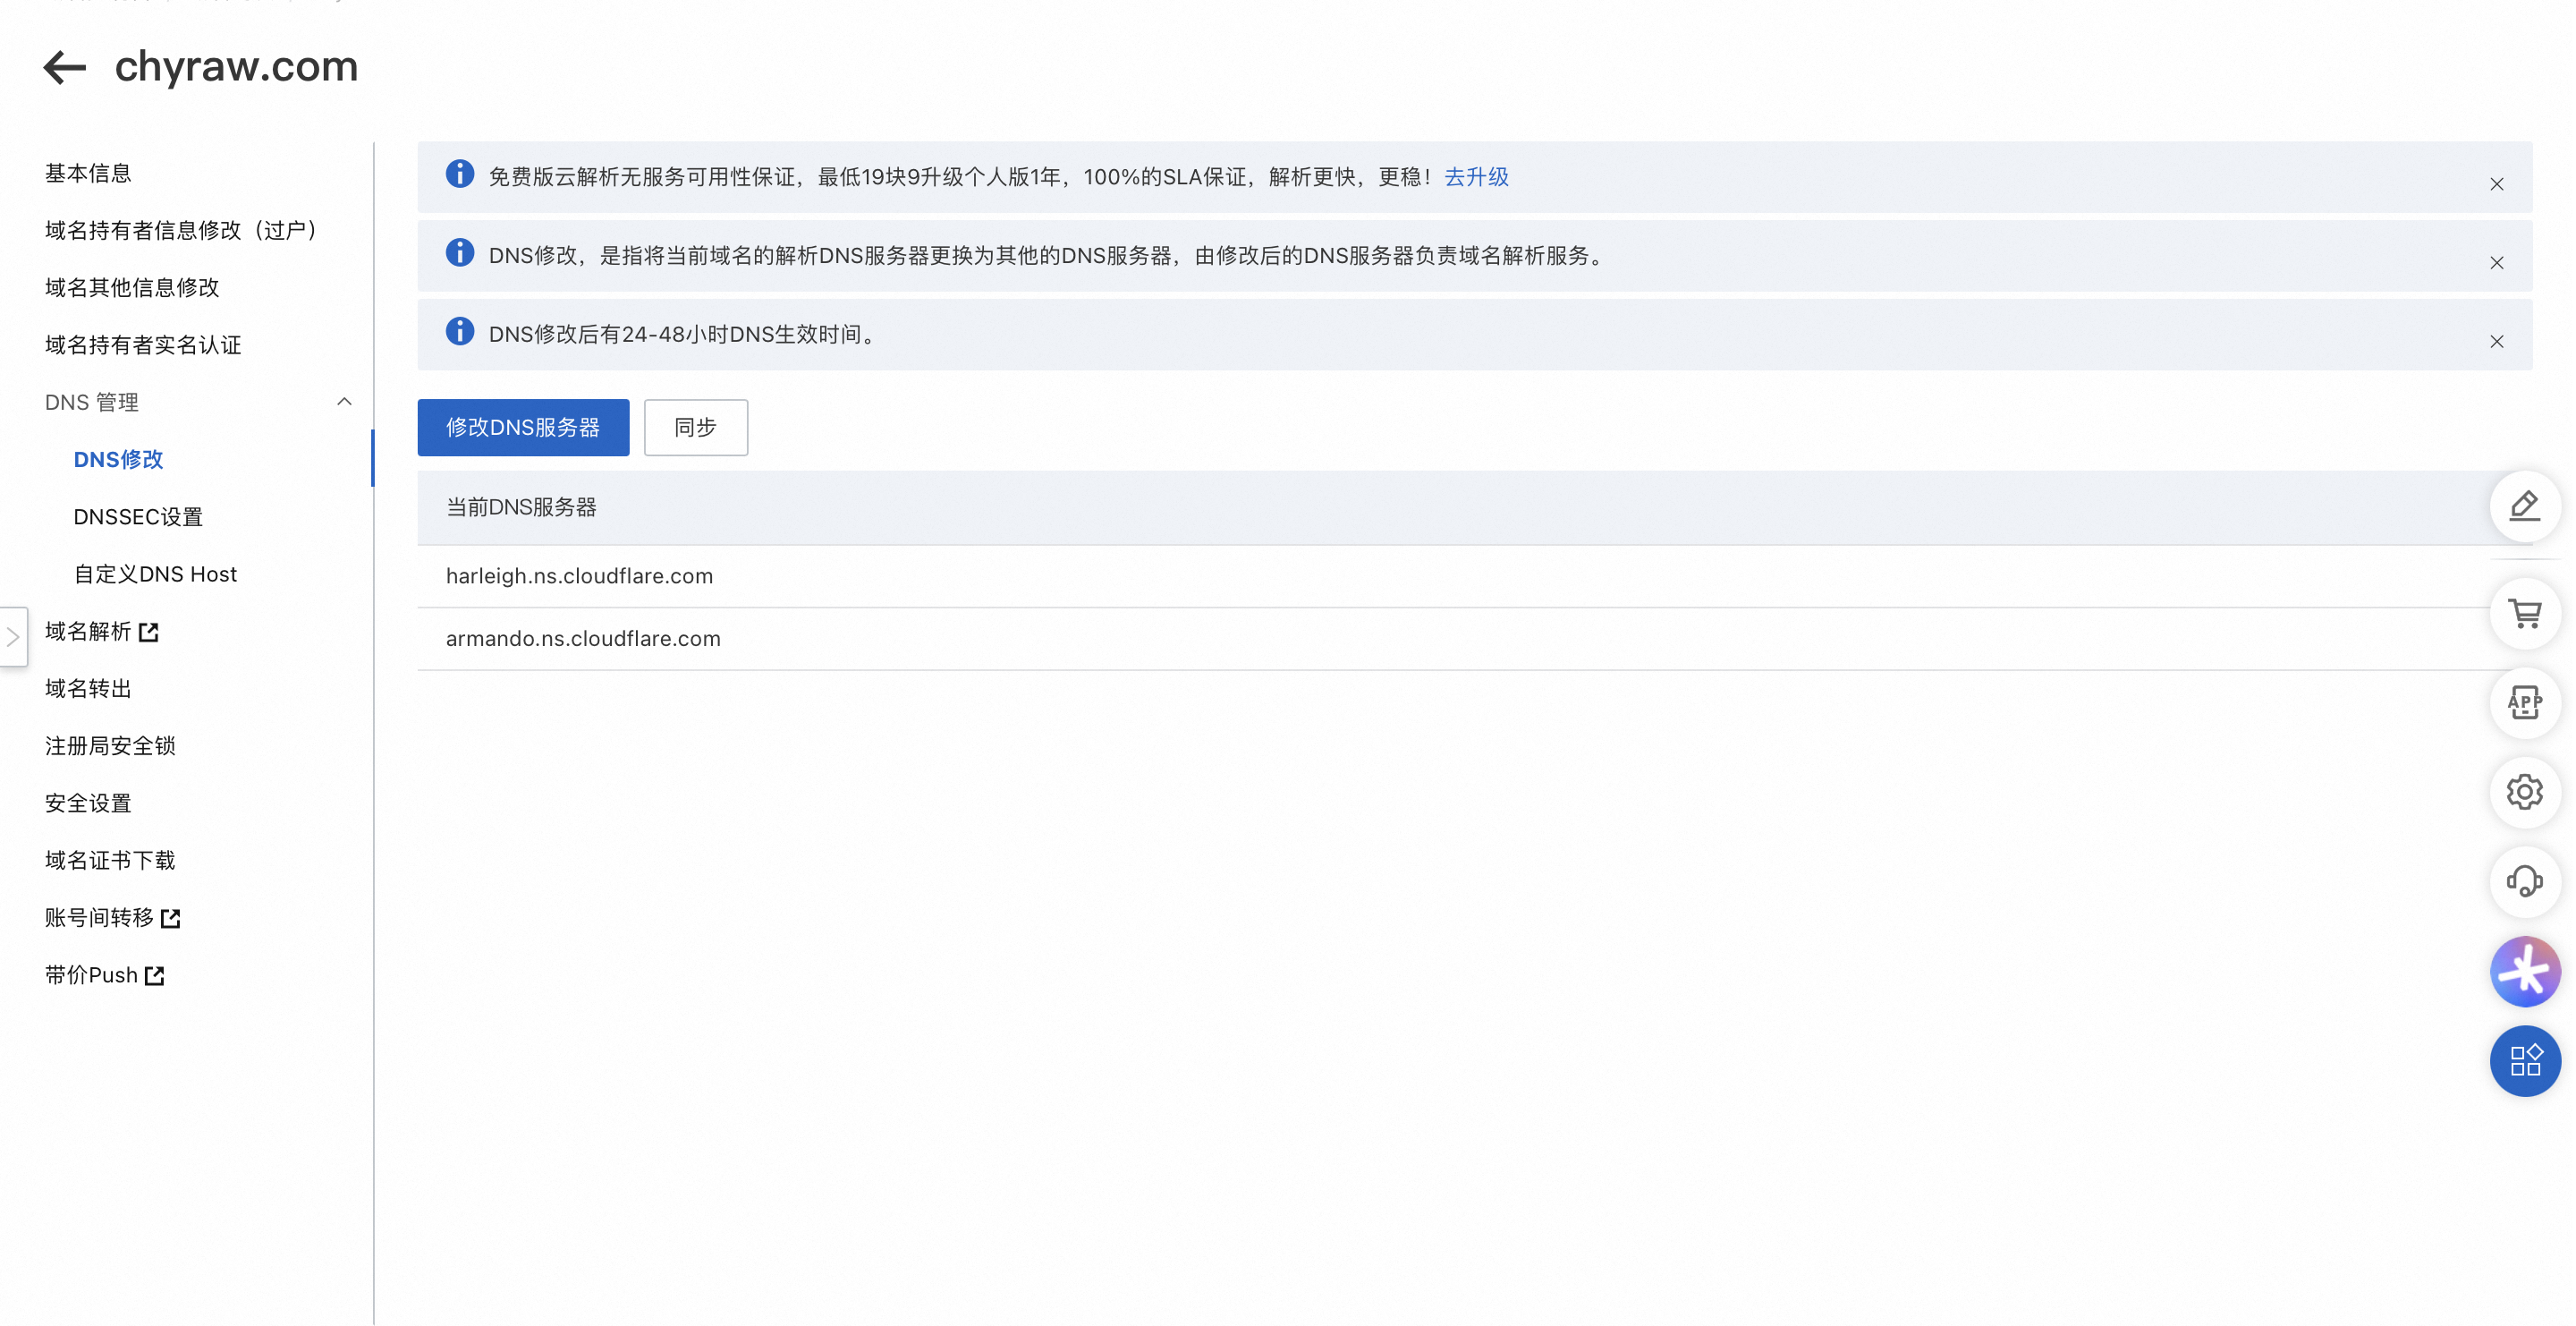 chyraw.com
基本信息
域名持有者信息修改（过户）
域名其他信息修改
域名持有者实名认证
DNS 管理
DNS修改
DNSSEC设置
自定义DNS Host
域名解析
域名转出
注册局安全锁
安全设置
域名证书下载
账号间转移
带价Push
免费版云解析无服务可用性保证，最低19块9升级个人版1年，100%的SLA保证，解析更快，更稳！去升级
DNS修改，是指将当前域名的解析DNS服务器更换为其他的DNS服务器，由修改后的DNS服务器负责域名解析服务。
DNS修改后有24-48小时DNS生效时间。
修改DNS服务器
同步
当前DNS服务器
harleigh.ns.cloudflare.com
armando.ns.cloudflare.com
APP